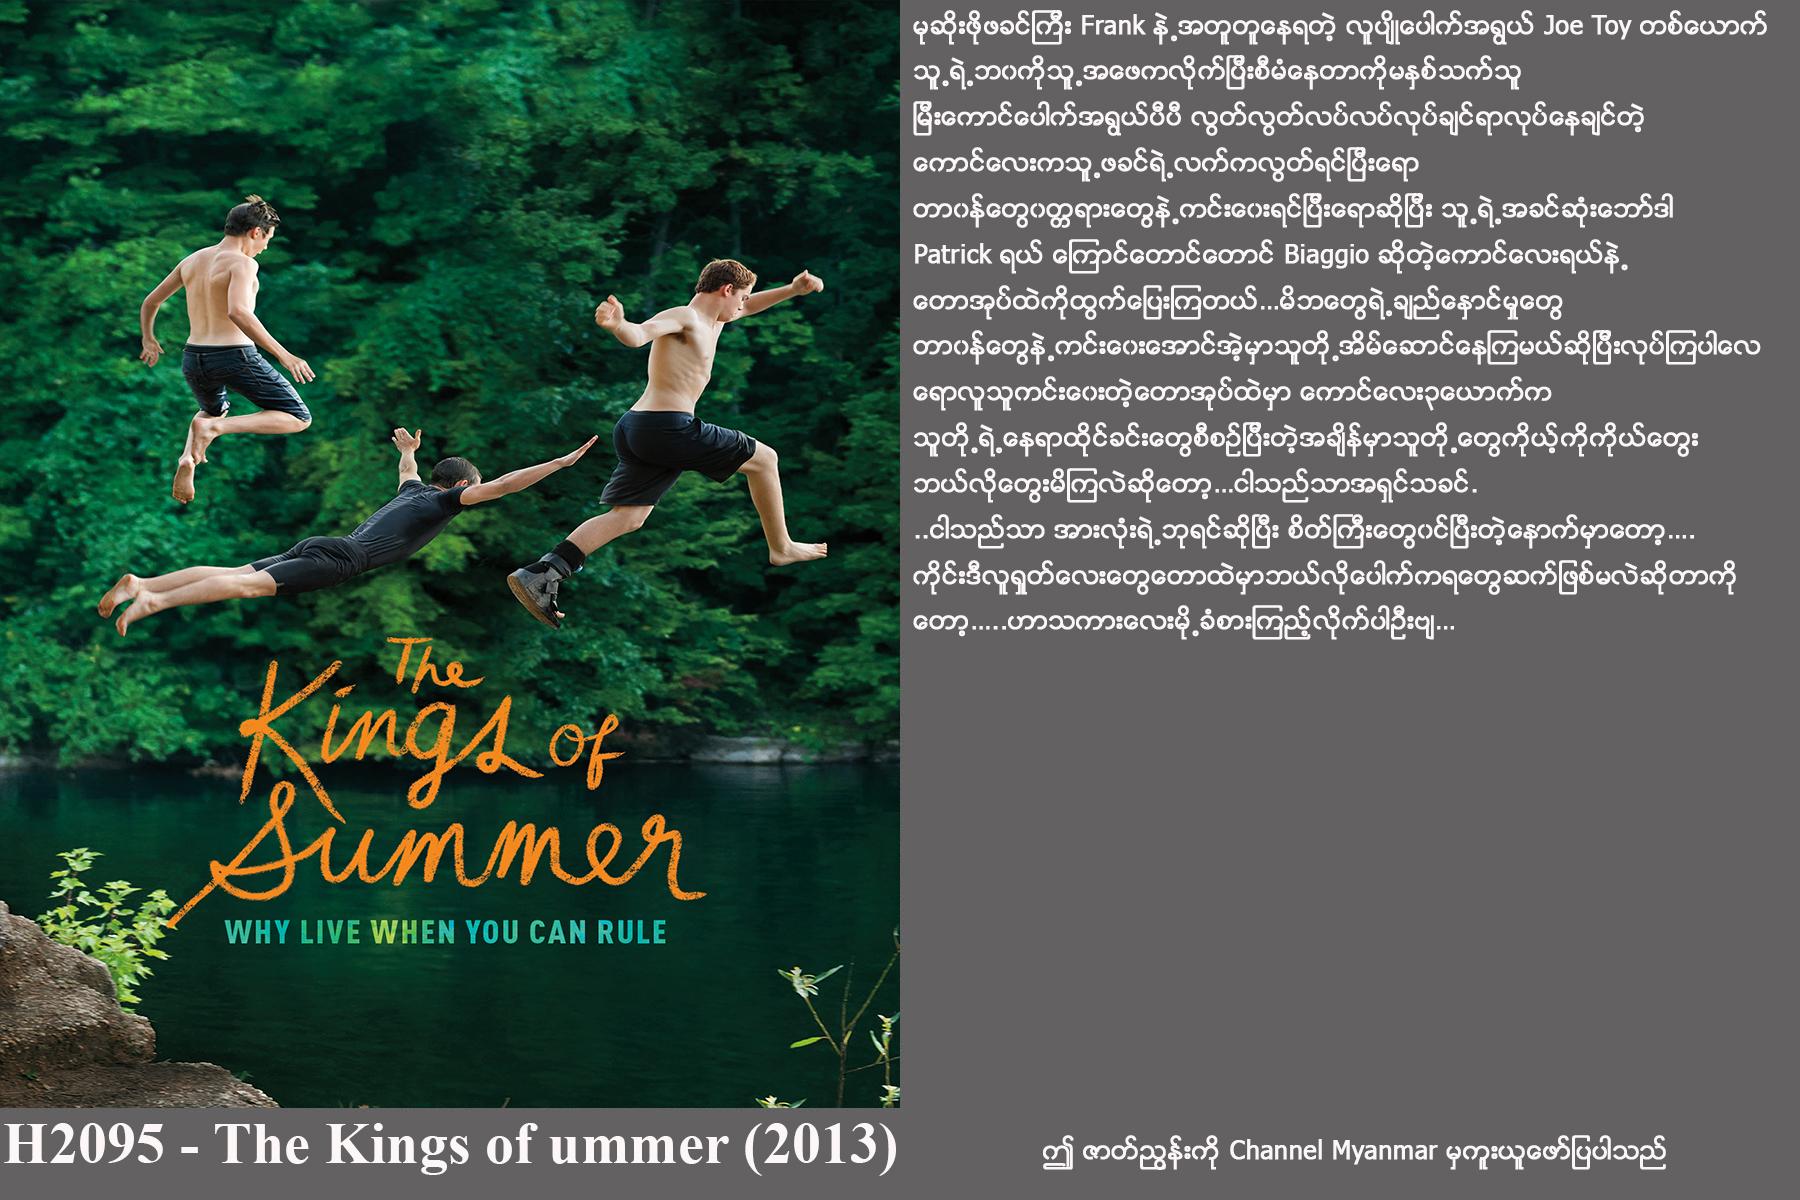 The
Kings of
Summer
WHY LIVE WHEN YOU CAN RULE
H2095 - The Kings of ummer (2013)
မုဆိုးဖိုဖခင်ကြီး Frank နဲ့အတူတူနေရတဲ့ လူပျိုပေါက်အရွယ် Joe Toy တစ်ယောက်
သူ့ရဲ့ဘ၀ကိုသူ့အဖေကလိုက်ပြီးစီမံနေတာကိုမနှစ်သက်သူ
မြီးကောင်ပေါက်အရွယ်ပီပီ လွတ်လွတ်လပ်လပ်လုပ်ချင်ရာလုပ်နေချင်တဲ့
ကောင်လေးကသူ့ဖခင်ရဲ့လက်ကလွတ်ရင်ပြီးရော
တာ၀န်တွေ၀တ္တရားတွေနဲ့ကင်းဝေးရင်ပြီးရောဆိုပြီး သူ့ရဲ့အခင်ဆုံးဘော်ဒါ
Patrick ရယ် ကြောင်တောင်တောင် Biaggio ဆိုတဲ့ကောင်လေးရယ်နဲ့
တောအုပ်ထဲကိုထွက်ပြေးကြတယ်...မိဘတွေရဲ့ချည်နှောင်မှုတွေ
တာ၀န်တွေနဲ့ကင်းဝေးအောင်အဲ့မှာသူတို့အိမ်ဆောင်နေကြမယ်ဆိုပြီးလုပ်ကြပါလေ
ရောလူသူကင်းဝေးတဲ့တောအုပ်ထဲမှာ ကောင်လေး၃ယောက်က
သူတို့ရဲ့နေရာထိုင်ခင်းတွေစီစဉ်ပြီးတဲ့အချိန်မှာသူတို့တွေကိုယ့်ကိုကိုယ်တွေး
ဘယ်လိုတွေးမိကြလဲဆိုတော့...ငါသည်သာအရှင်သခင်.
..ငါသည်သာ အားလုံးရဲ့ဘုရင်ဆိုပြီး စိတ်ကြီးတွေ၀င်ပြီးတဲ့နောက်မှာတော့....
ကိုင်းဒီလူရှုတ်လေးတွေတောထဲမှာဘယ်လိုပေါက်ကရတွေဆက်ဖြစ်မလဲဆိုတာကို
တော့.....ဟာသကားလေးမို့ခံစားကြည့်လိုက်ပါဦးဗျ...
ဤ ဇာတ်ညွှန်းကို Channel Myanmar မှကူးယူဖော်ပြပါသည်